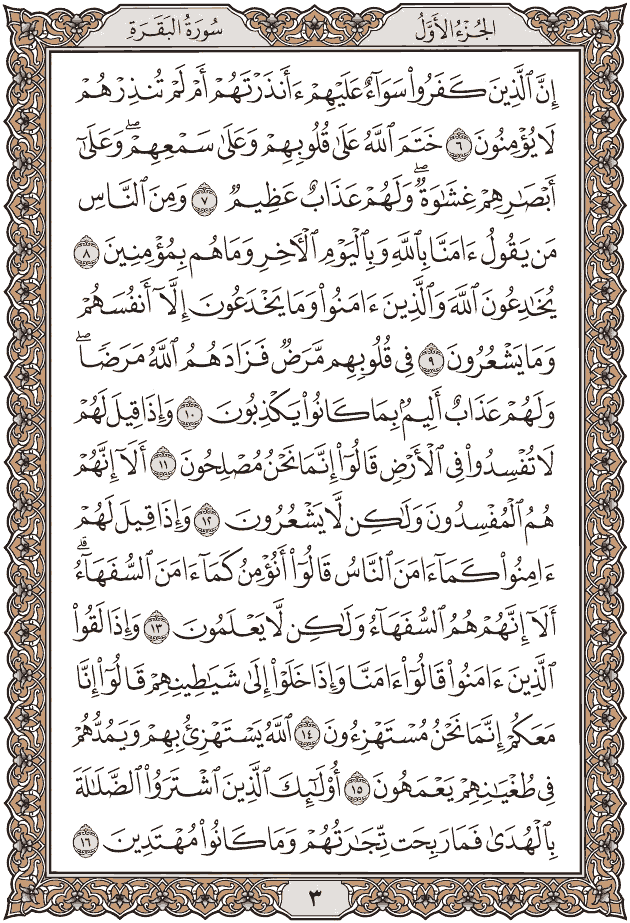 الجُزْءُ الأَوَّلُ
سُورَةُ البَقَرَةِ
إِنَّ ٱلَّذِينَ كَفَرُوا۟ سَوَآءٌ عَلَيْهِمْ ءَأَنذَرْتَهُمْ أَمْ لَمْ تُنذِرْهُمْ
لَا يُؤْمِنُونَ ٦ خَتَمَ ٱللَّهُ عَلَىٰ قُلُوبِهِمْ وَعَلَىٰ سَمْعِهِمْۖ وَعَلَىٰٓ
أَبْصَٰرِهِمْ غِشَٰوَةٌۖ وَلَهُمْ عَذَابٌ عَظِيمٌ ٧ وَمِنَ ٱلنَّاسِ
مَن يَقُولُ ءَامَنَّا بِٱللَّهِ وَبِٱلْيَوْمِ ٱلْءَاخِرِ وَمَا هُم بِمُؤْمِنِينَ ٨
يُخَٰدِعُونَ ٱللَّهَ وَٱلَّذِينَ ءَامَنُوا۟ وَمَا يَخْدَعُونَ إِلَّآ أَنفُسَهُمْ
وَمَا يَشْعُرُونَ ٩ فِى قُلُوبِهِم مَّرَضٌ فَزَادَهُمُ ٱللَّهُ مَرَضًاۖ
وَلَهُمْ عَذَابٌ أَلِيمٌۢ بِمَا كَانُوا۟ يَكْذِبُونَ ١٠ وَإِذَا قِيلَ لَهُمْ
لَا تُفْسِدُوا۟ فِى ٱلْأَرْضِ قَالُوٓا۟ إِنَّمَا نَحْنُ مُصْلِحُونَ ١١ أَلَآ إِنَّهُمْ
هُمُ ٱلْمُفْسِدُونَ وَلَٰكِن لَّا يَشْعُرُونَ ١٢ وَإِذَا قِيلَ لَهُمْ
ءَامِنُوا۟ كَمَآ ءَامَنَ ٱلنَّاسُ قَالُوٓا۟ أَنُؤْمِنُ كَمَآ ءَامَنَ ٱلسُّفَهَآءُۗ
أَلَآ إِنَّهُمْ هُمُ ٱلسُّفَهَآءُ وَلَٰكِن لَّا يَعْلَمُونَ ١٣ وَإِذَا لَقُوا۟
ٱلَّذِينَ ءَامَنُوا۟ قَالُوٓا۟ ءَامَنَّا وَإِذَا خَلَوْا۟ إِلَىٰ شَيَٰطِينِهِمْ قَالُوٓا۟ إِنَّا
مَعَكُمْ إِنَّمَا نَحْنُ مُسْتَهْزِءُونَ ١٤ ٱللَّهُ يَسْتَهْزِئُ بِهِمْ وَيَمُدُّهُمْ
فِى طُغْيَٰنِهِمْ يَعْمَهُونَ ١٥ أُو۟لَٰٓئِكَ ٱلَّذِينَ ٱشْتَرَوُا۟ ٱلضَّلَٰلَةَ
بِٱلْهُدَىٰ فَمَا رَبِحَت تِّجَٰرَتُهُمْ وَمَا كَانُوا۟ مُهْتَدِينَ ١٦
٣